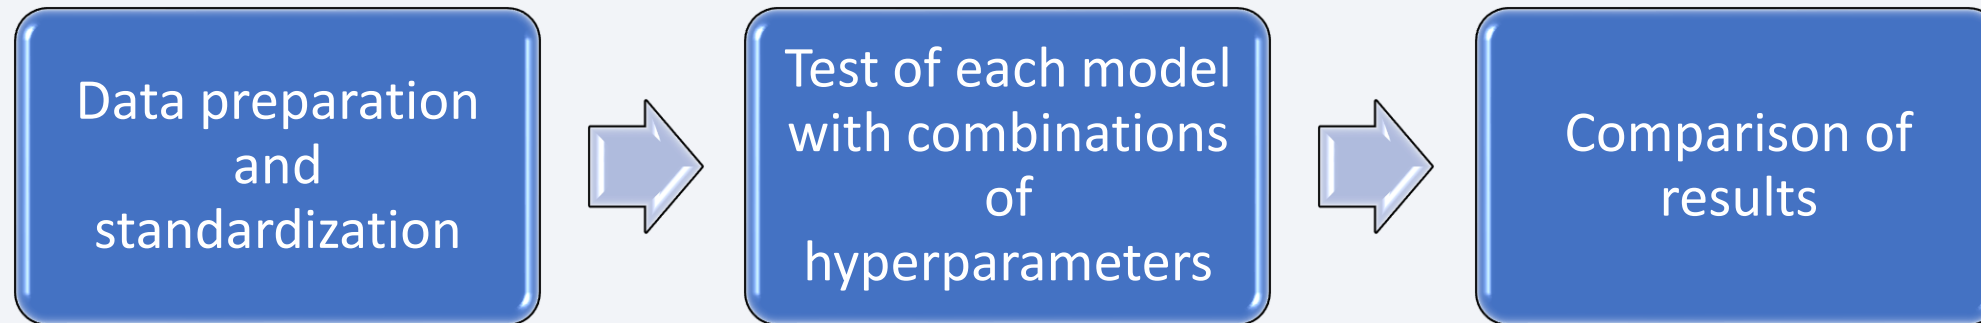 Data preparation
and
standardization
Test of each model
with combinations
of
hyperparameters
Comparison of
results